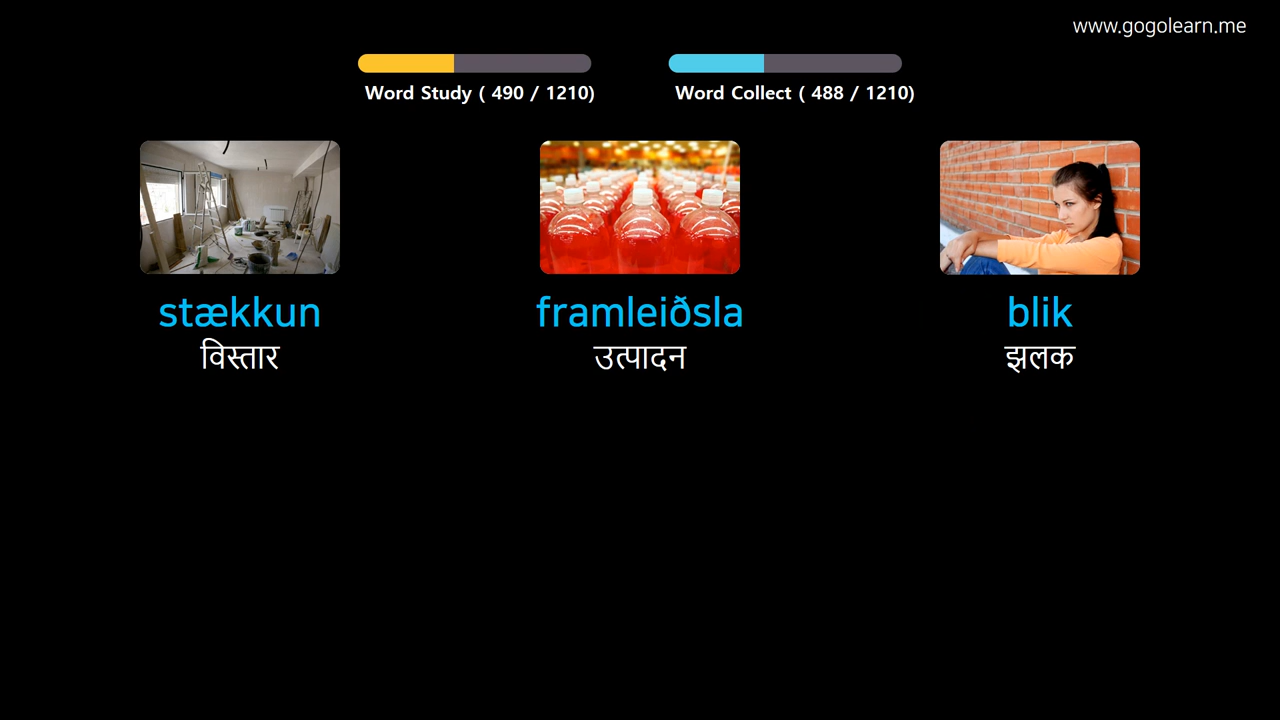 www.gogolearn.me
Word Study ( 490 / 1210)
Word Collect ( 488 / 1210)
stækkun
विस्तार
framleiðsla
उत्पादन
blik
झलक